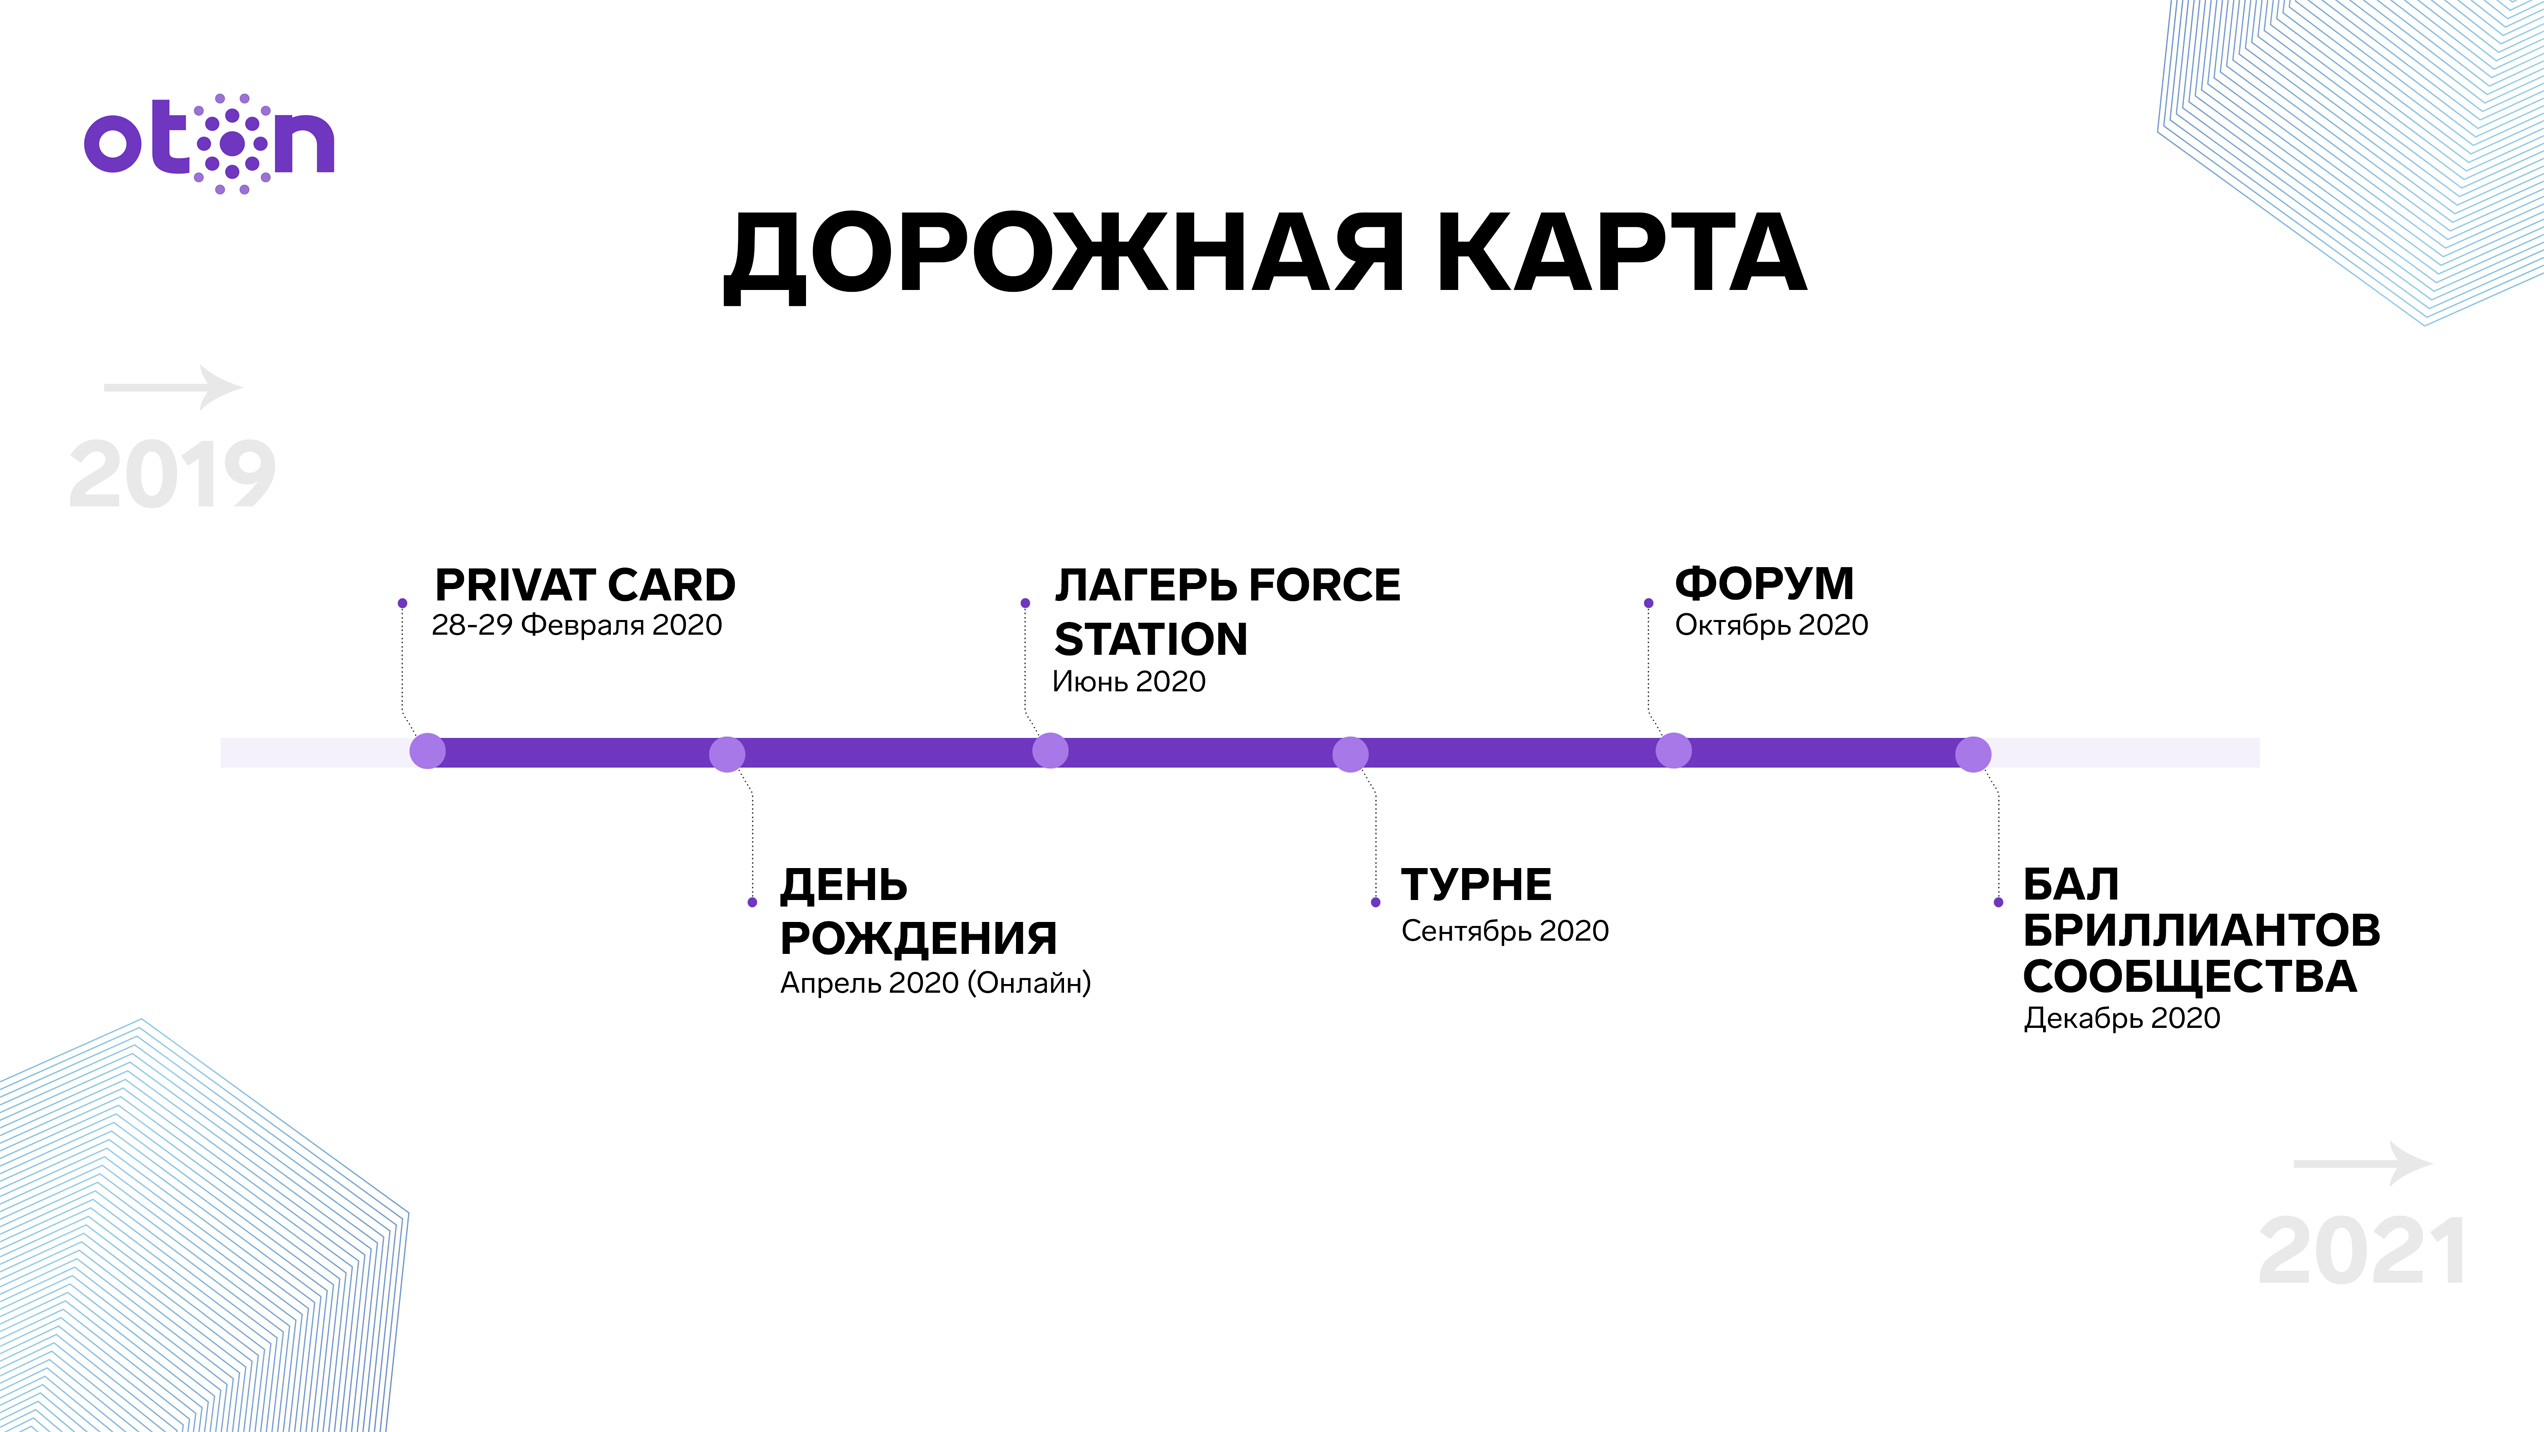 oton
ДОРОЖНАЯ КАРТА
2019
PRIVAT CARD
28-29 Февраля 2020
ЛАГЕРЬ FORCE
STATION
Июнь 2020
ФОРУМ
Октябрь 2020
ДЕНЬ
РОЖДЕНИЯ
Апрель 2020 (Онлайн)
ТУРНЕ
Сентябрь 2020
БАЛ
БРИЛЛИАНТОВ
СООБЩЕСТВА
Декабрь 2020
2021